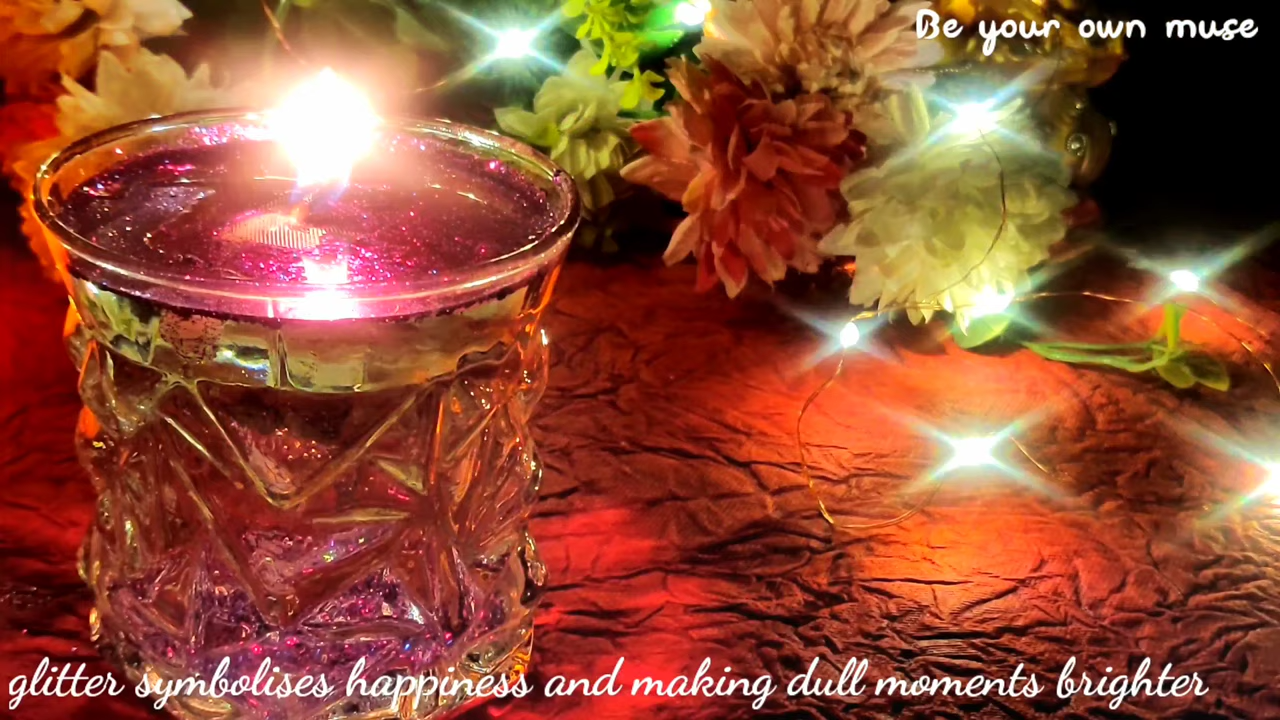 Be your own muse
glitter symbolises happiness and making dull moments brighter